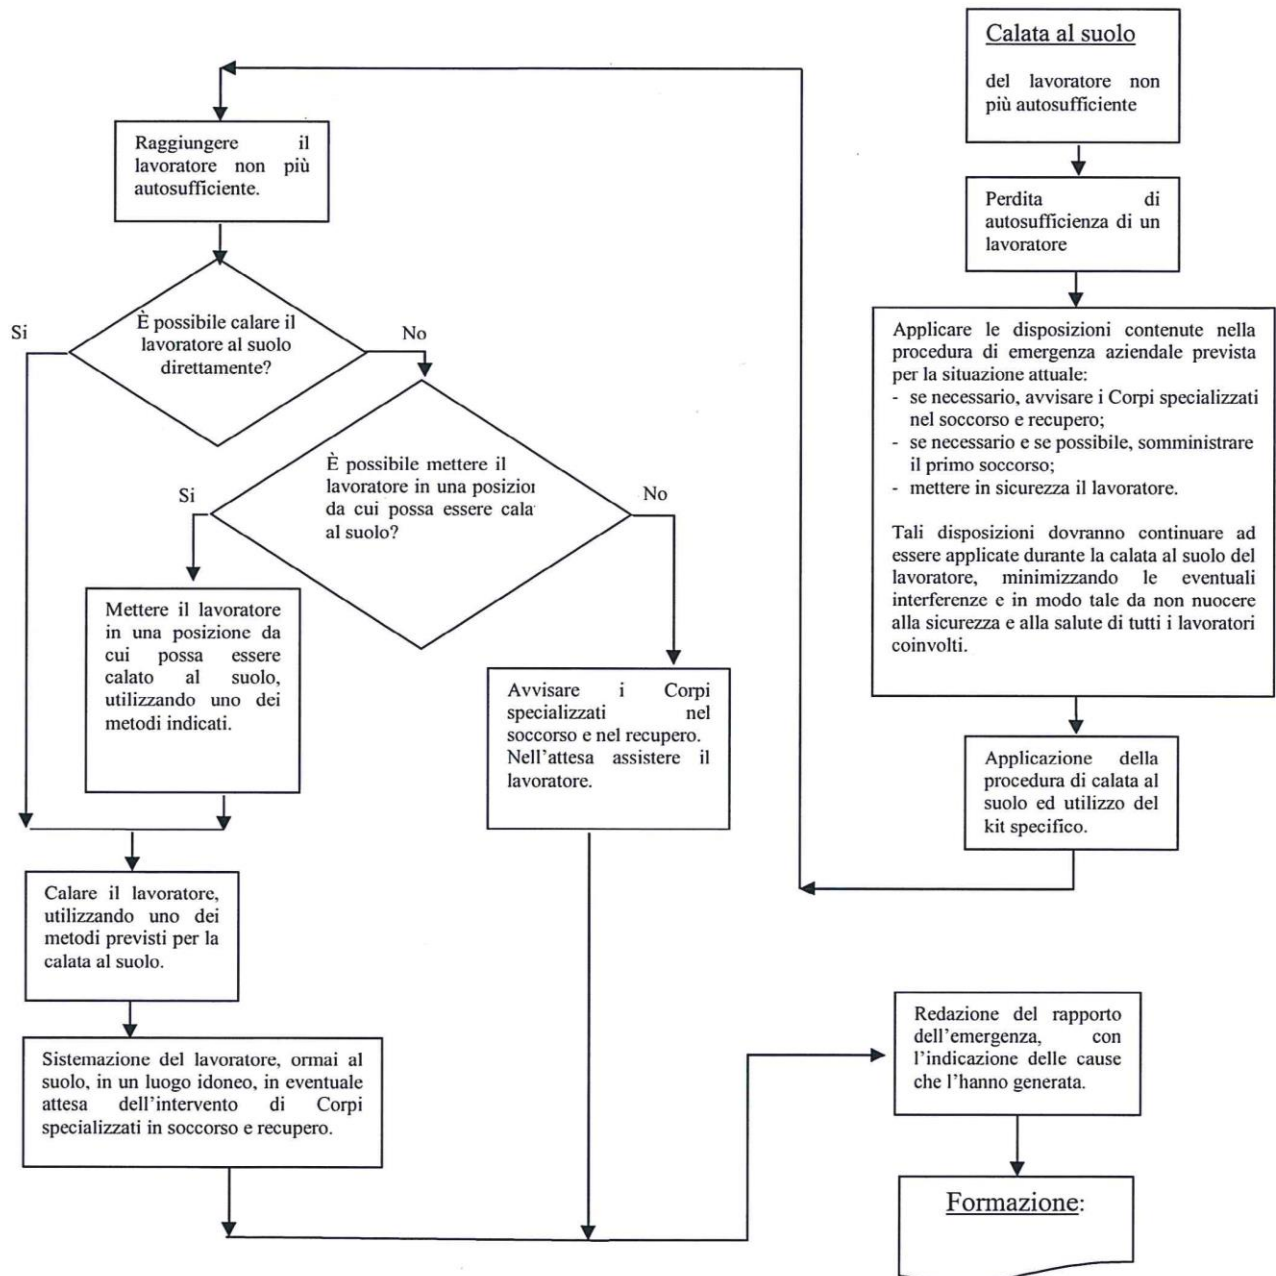 Calata al suolo
del lavoratore non
più autosufficiente
Perdita di
autosufficienza di un
lavoratore
Applicare le disposizioni contenute nella
procedura di emergenza aziendale prevista
per la situazione attuale:
- se necessario, avvisare i Corpi specializzati
nel soccorso e recupero;
- se necessario e se possibile, somministrare
il primo soccorso;
- mettere in sicurezza il lavoratore.
Tali disposizioni dovranno continuare ad
essere applicate durante la calata al suolo del
lavoratore, minimizzando le eventuali
interferenze e in modo tale da non nuocere
alla sicurezza e alla salute di tutti i lavoratori
coinvolti.
Applicazione della
procedura di calata al
suolo ed utilizzo del
kit specifico.
Raggiungere il
lavoratore non più
autosufficiente.
È possibile calare il
lavoratore al suolo
direttamente?
Si
No
È possibile mettere il
lavoratore in una posizion
da cui possa essere cala
al suolo?
Si
No
Mettere il lavoratore
in una posizione da
cui possa essere
calato al suolo,
utilizzando uno dei
metodi indicati.
Avvisare i Corpi
specializzati nel
soccorso e nel recupero.
Nell'attesa assistere il
lavoratore.
Calare il lavoratore,
utilizzando uno dei
metodi previsti per la
calata al suolo.
Sistemazione del lavoratore, ormai al
suolo, in un luogo idoneo, in eventuale
attesa dell'intervento di Corpi
specializzati in soccorso e recupero.
Redazione del rapporto
dell'emergenza, con
l'indicazione delle cause
che l'hanno generata.
Formazione: